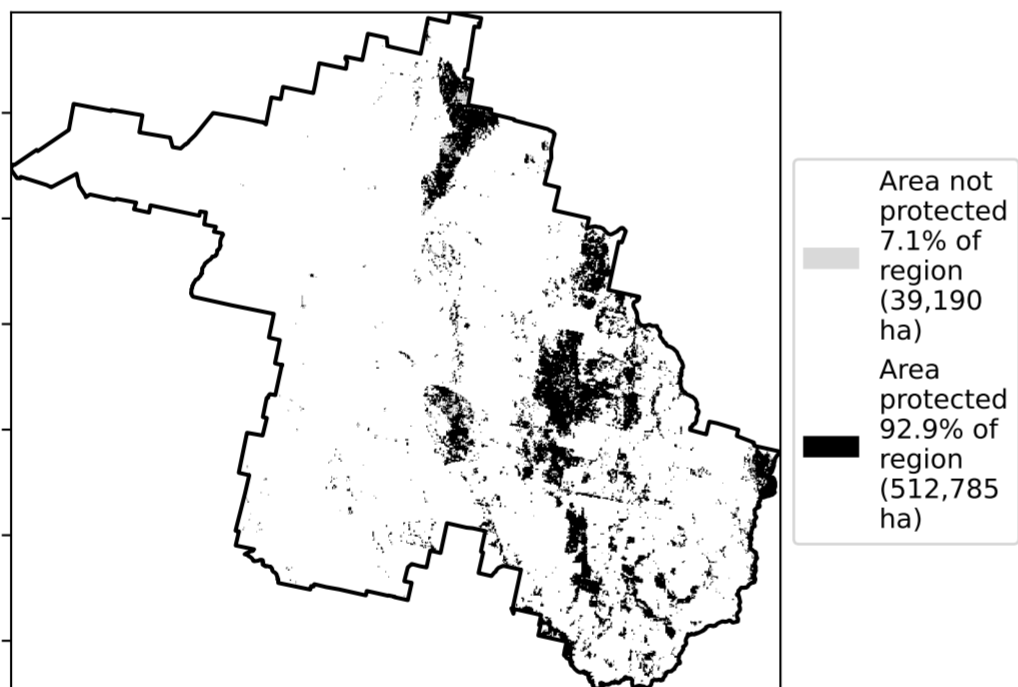 Area not
protected
7.1% of
region
(39,190
ha)
Area
protected
92.9% of
region
(512,785
ha)